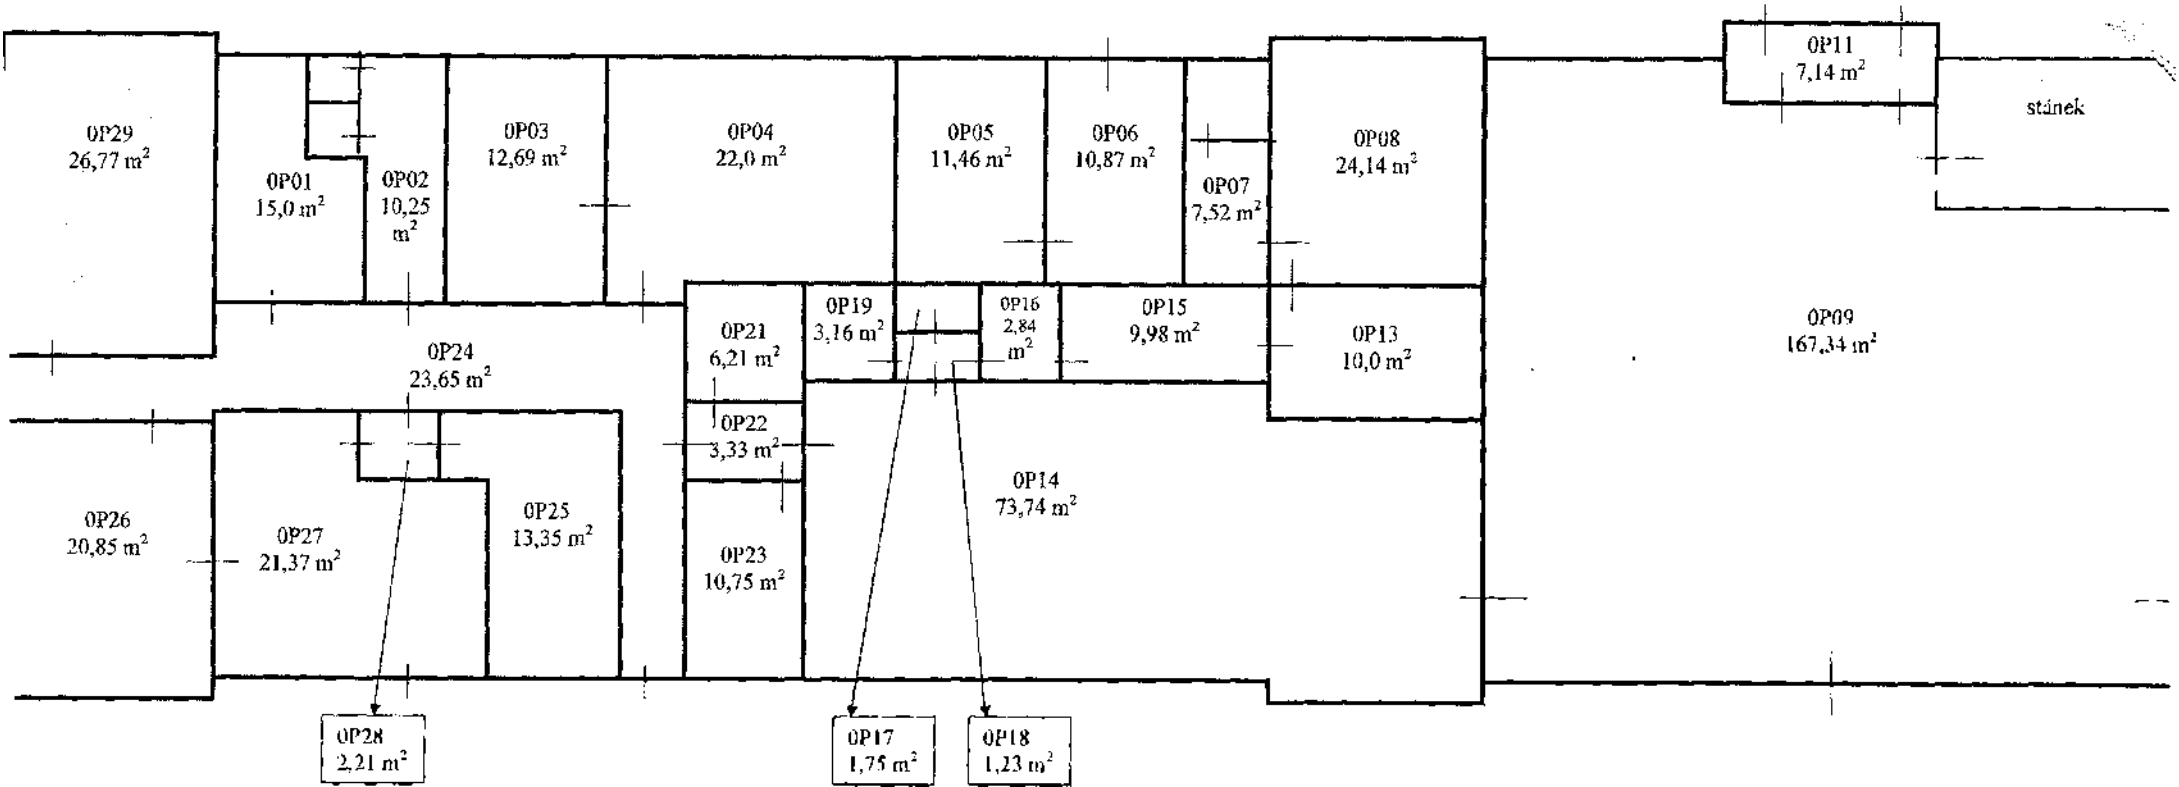 0P11
7,14 m²
stánek
0P29
26,77 m²
0P01
15,0 m²
0P02
10,25
m²
0P03
12,69 m²
0P04
22,0 m²
0P05
11,46 m²
0P06
10,87 m²
0P07
7,52 m²
0P08
24,14 m²
0P09
167,34 m²
0P24
23,65 m²
0P21
6,21 m²
0P19
3,16 m²
0P16
2,84
m²
0P15
9,98 m²
0P13
10,0 m²
0P22
3,33 m²
0P14
73,74 m²
0P26
20,85 m²
0P27
21,37 m²
0P25
13,35 m²
0P23
10,75 m²
0P28
2,21 m²
0P17
1,75 m²
0P18
1,23 m²